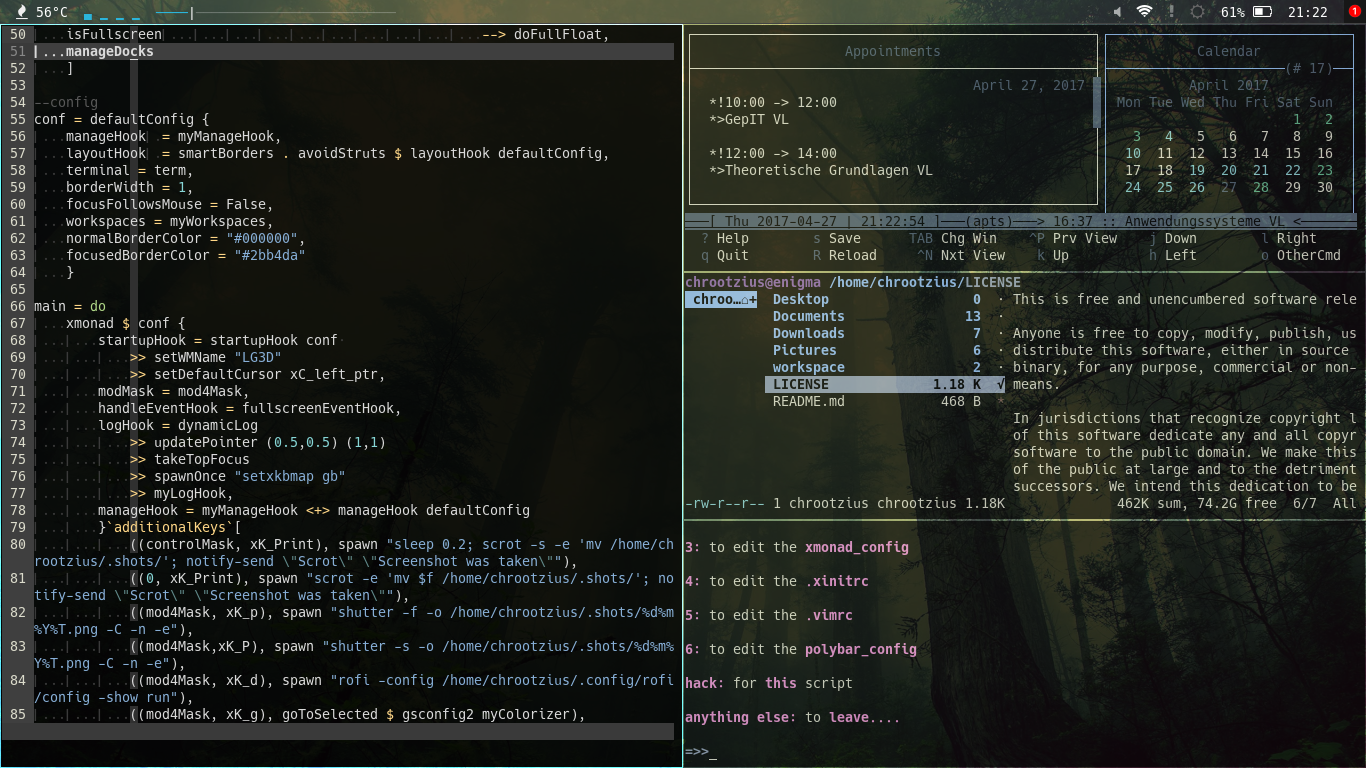 56°C
61%
21:22
1
50 isFullscreen --> doFullFloat,
51 manageDocks
52 ]
53
54 --config
55 conf = defaultConfig {
56 manageHook = myManageHook,
57 layoutHook = smartBorders . avoidStruts $ layoutHook defaultConfig,
58 terminal = term,
59 borderWidth = 1,
60 focusFollowsMouse = False,
61 workspaces = myWorkspaces,
62 normalBorderColor = "#000000",
63 focusedBorderColor = "#2bb4da"
64 }
65
66 main = do
67 xmonad $ conf {
68 startupHook = startupHook conf
69 >> setWMName "LG3D"
70 >> setDefaultCursor xC_left_ptr,
71 modMask = mod4Mask,
72 handleEventHook = fullscreenEventHook,
73 logHook = dynamicLog
74 >> updatePointer (0.5,0.5) (1,1)
75 >> takeTopFocus
76 >> spawnOnce "setxkbmap gb"
77 >> myLogHook,
78 manageHook = myManageHook <+> manageHook defaultConfig
79 }`additionalKeys`[
80 ((controlMask, xK_Print), spawn "sleep 0.2; scrot -s -e 'mv /home/ch
rootzius/.shots/'; notify-send \"Scrot\" \"Screenshot was taken\""),
81 ((0, xK_Print), spawn "scrot -e 'mv $f /home/chrootzius/.shots/'; no
tify-send \"Scrot\" \"Screenshot was taken\""),
82 ((mod4Mask, xK_p), spawn "shutter -f -o /home/chrootzius/.shots/%d%m
%Y%T.png -C -n -e"),
83 ((mod4Mask,xK_P), spawn "shutter -s -o /home/chrootzius/.shots/%d%m%
Y%T.png -C -n -e"),
84 ((mod4Mask, xK_d), spawn "rofi -config /home/chrootzius/.config/rofi
/config -show run"),
85 ((mod4Mask, xK_g), goToSelected $ gsconfig2 myColorizer),
Appointments
April 27, 2017
*!10:00 -> 12:00
*>GepIT VL
*!12:00 -> 14:00
*>Theoretische Grundlagen VL
Calendar
(# 17)
April 2017
Mon Tue Wed Thu Fri Sat Sun
1 2
3 4 5 6 7 8 9
10 11 12 13 14 15 16
17 18 19 20 21 22 23
24 25 26 27 28 29 30
[ Thu 2017-04-27 | 21:22:54 ]───(apts)───> 16:37 :: Anwendungssysteme VL <
? Help s Save TAB Chg Win ^P Prv View j Down l Right
q Quit R Reload ^N Nxt View k Up h Left o OtherCmd
chrootzius@enigma /home/chrootzius/LICENSE
chroo…⌂+ Desktop 0 · This is free and unencumbered software rele
Documents 13 ·
Downloads 7 · Anyone is free to copy, modify, publish, us
Pictures 6 · distribute this software, either in source
workspace 2 · binary, for any purpose, commercial or non-
LICENSE 1.18 K √ means.
README.md 468 B *
In jurisdictions that recognize copyright l
of this software dedicate any and all copyr
software to the public domain. We make this
of the public at large and to the detriment
successors. We intend this dedication to be
-rw-r--r-- 1 chrootzius chrootzius 1.18K 462K sum, 74.2G free 6/7 All
3: to edit the xmonad_config
4: to edit the .xinitrc
5: to edit the .vimrc
6: to edit the polybar_config
hack: for this script
anything else: to leave....
=>>_